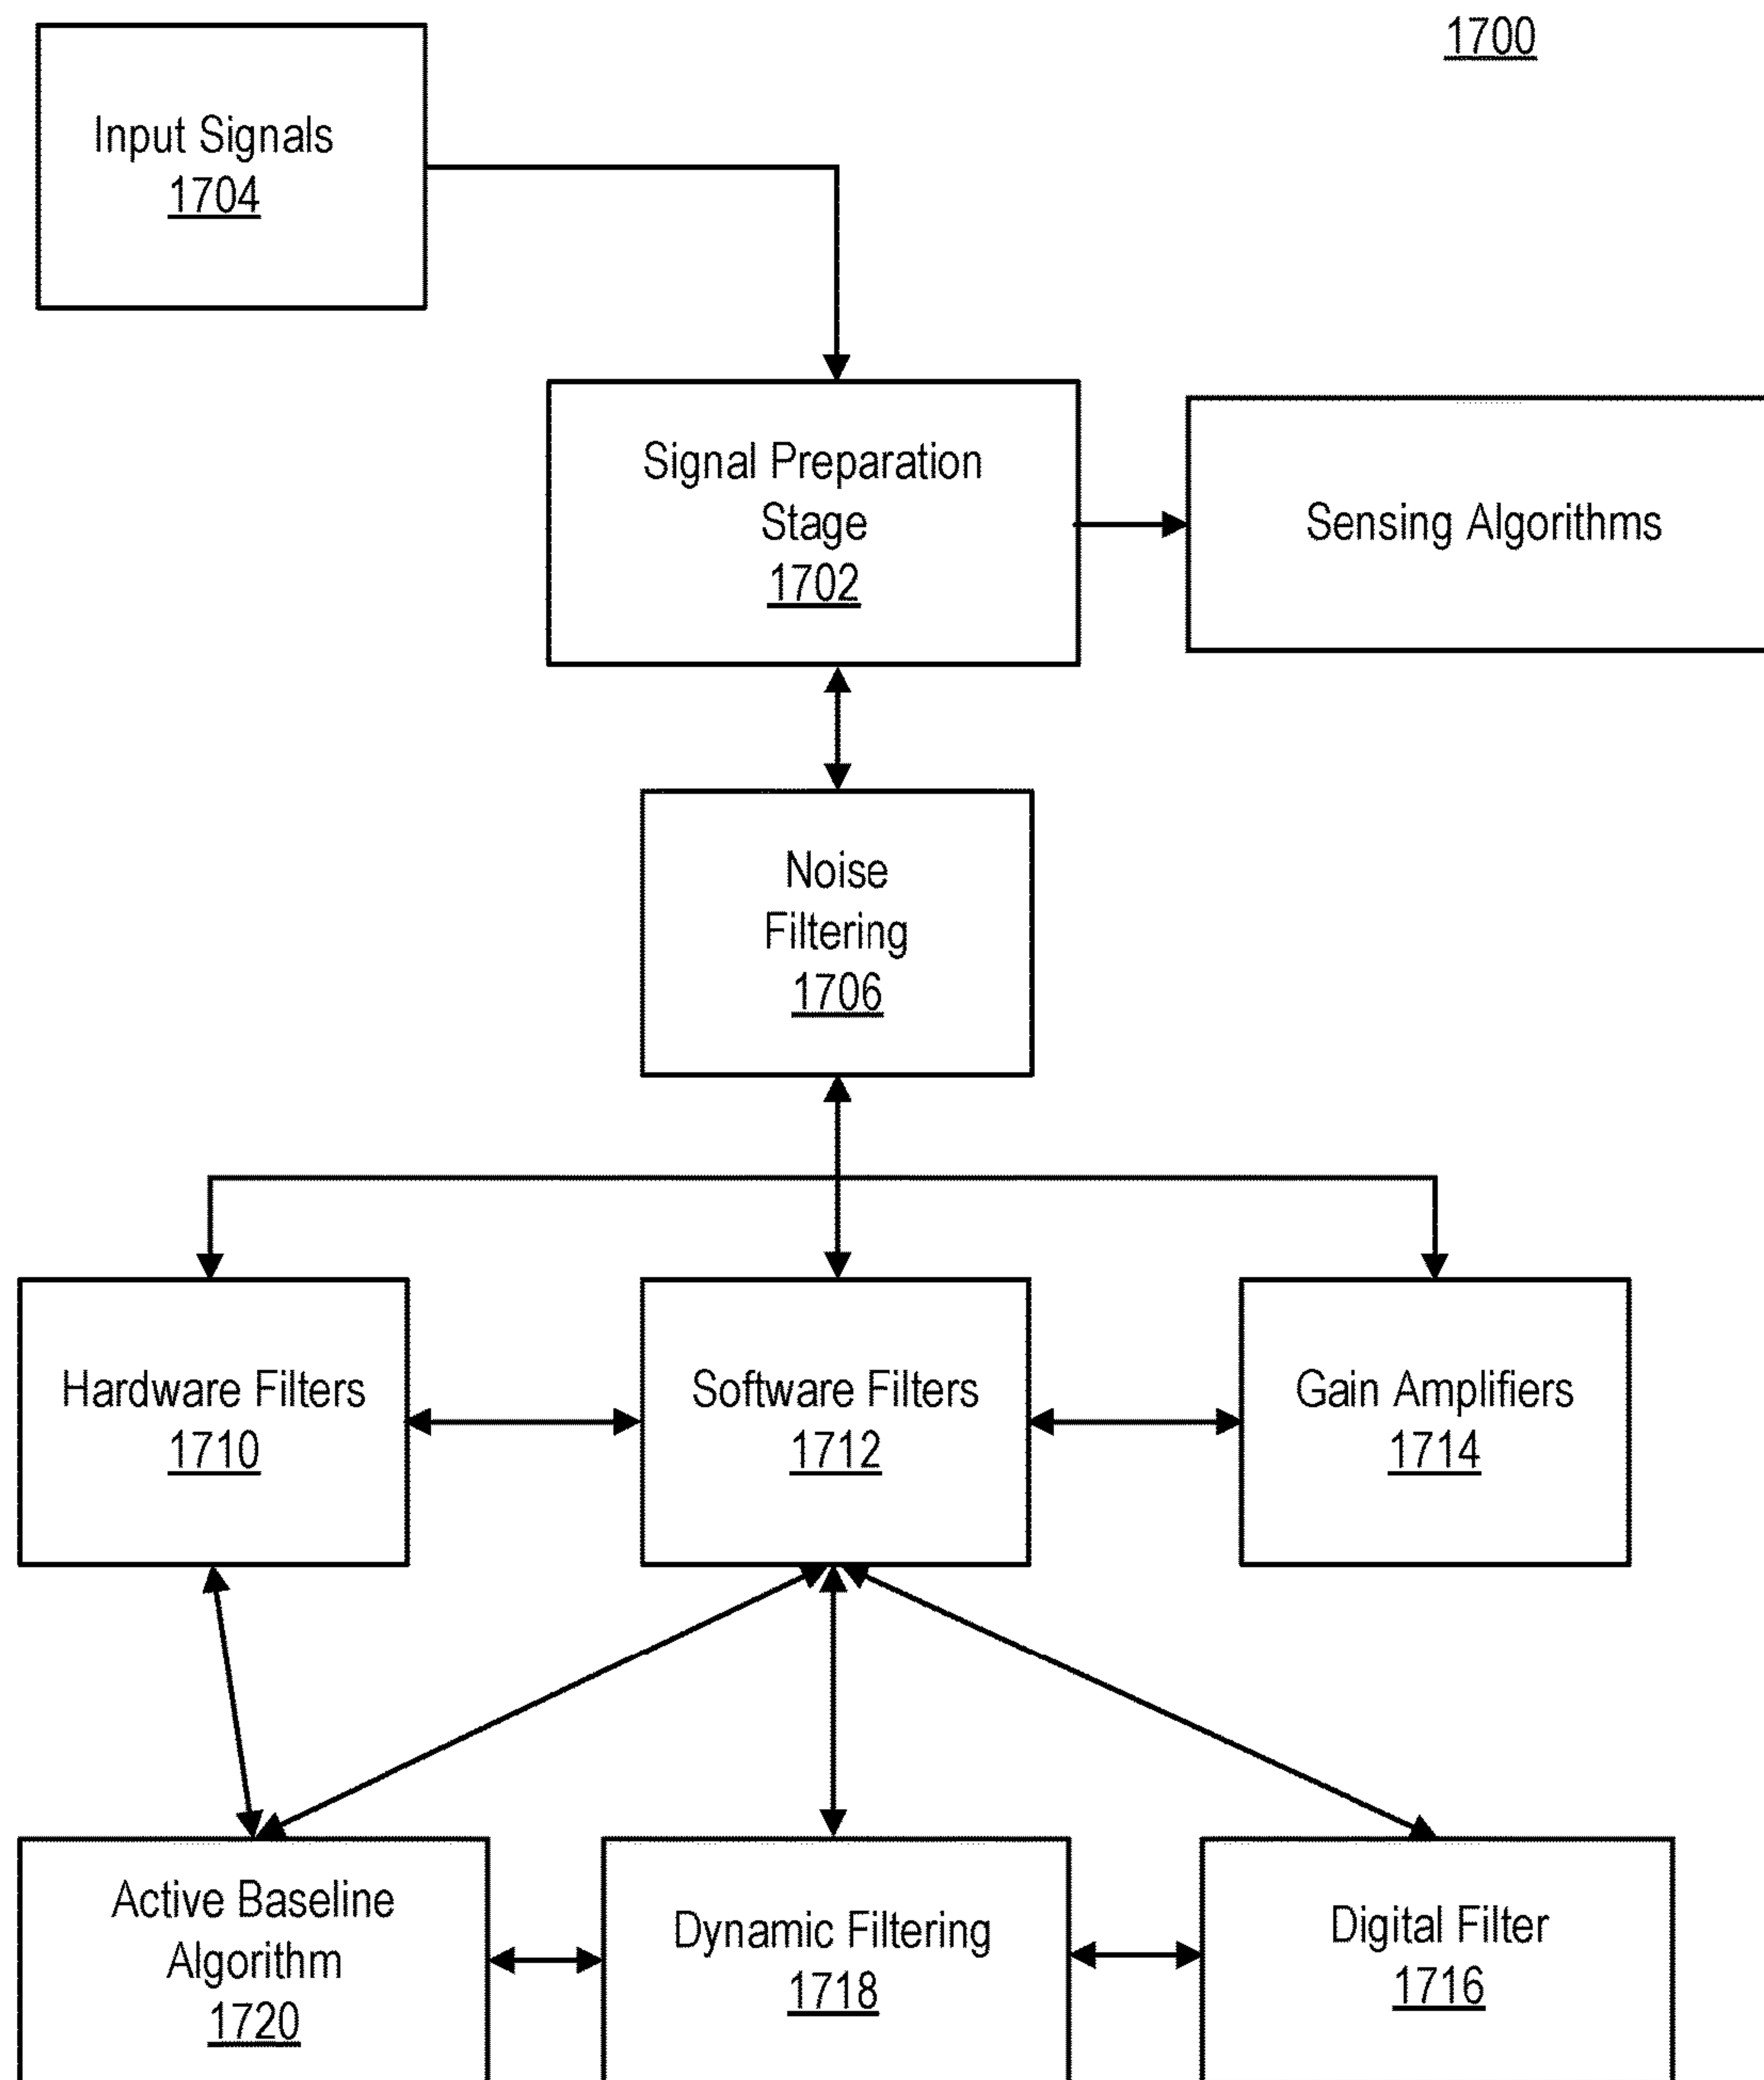 1700
Input Signals
1704
Signal Preparation
Stage
1702
Sensing Algorithms
Noise
Filtering
1706
Hardware Filters
1710
Software Filters
1712
Gain Amplifiers
1714
Active Baseline
Algorithm
1720
Dynamic Filtering
1718
Digital Filter
1716